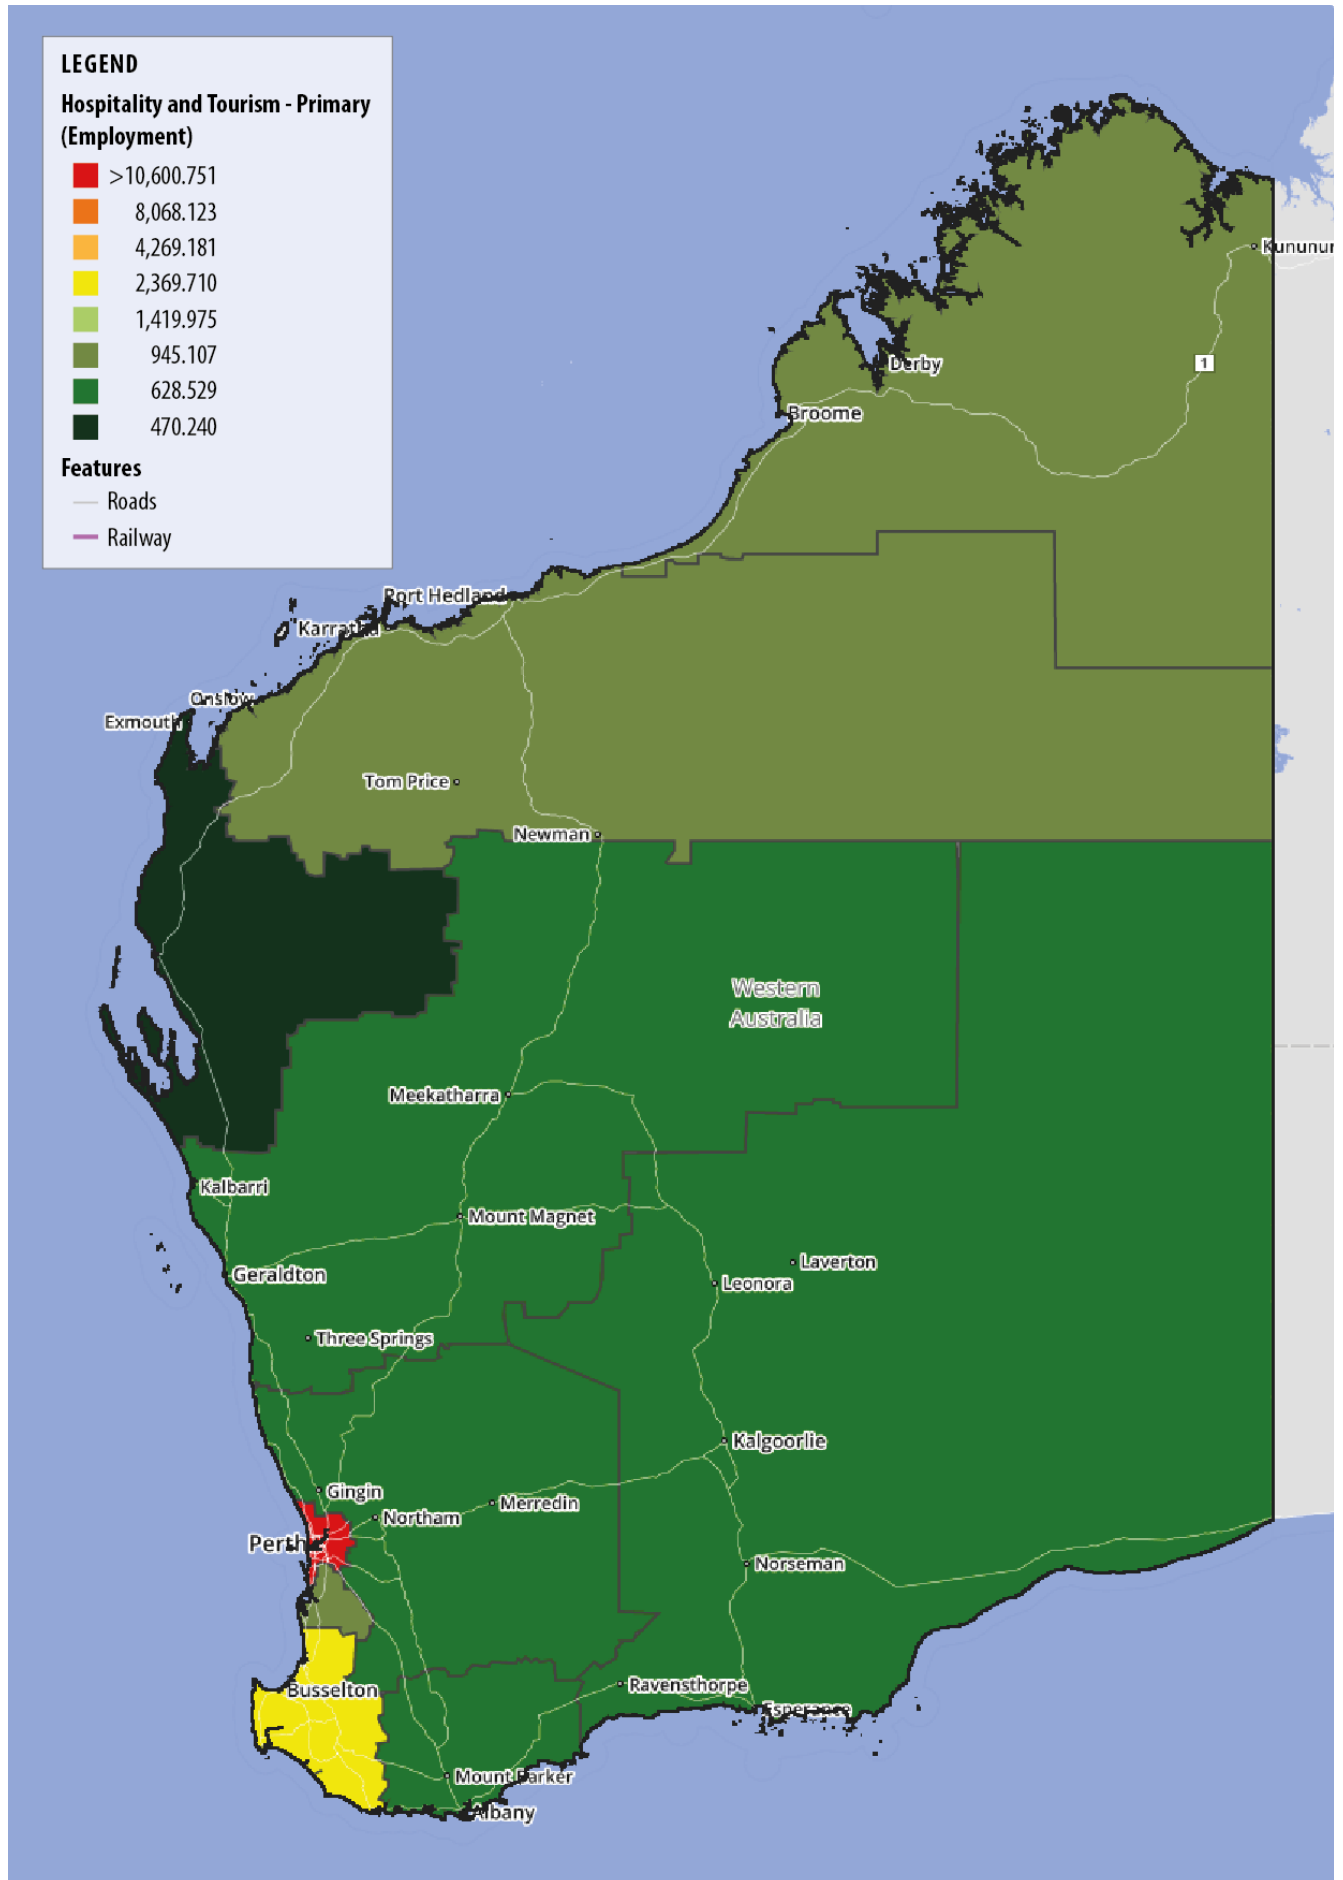 LEGEND
Hospitality and Tourism - Primary
(Employment)
>10,600.751
8,068.123
4,269.181
2,369.710
1,419.975
945.107
628.529
470.240
Features
Roads
Railway
Kununur
1
Derby
Broome
Port Hedland
Karratha
Onslow
Exmouth
Tom Price
Newman
Western
Australia
Meekatharra
Kalbarri
Mount Magnet
Laverton
Geraldton
Leonora
Three Springs
Kalgoorlie
Gingin
Merredin
Northam
Perth
Norseman
Ravensthorpe
Busselton
Esperance
Mount Barker
Albany